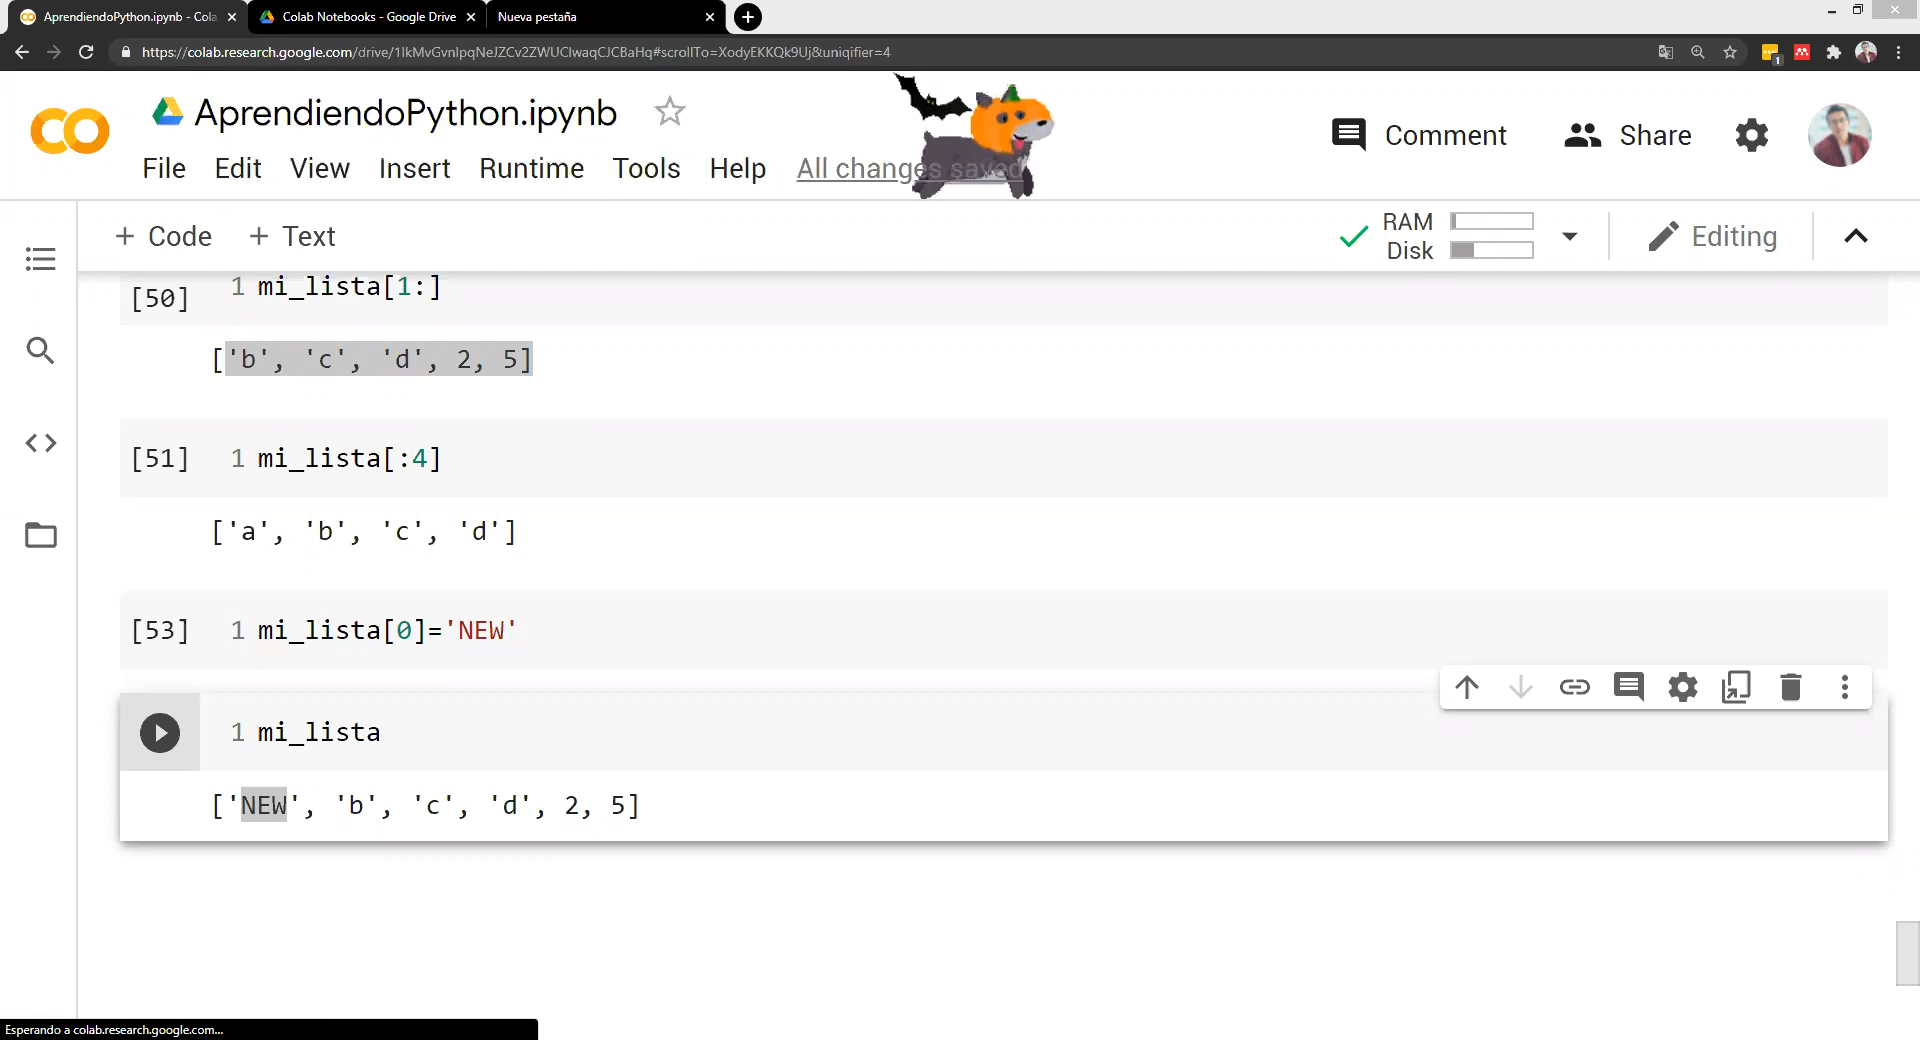 AprendiendoPython.ipynb - Cola
Colab Notebooks - Google Drive
Nueva pestaña
https://colab.research.google.com/drive/1IkMvGvnlpqNeJZCv2ZWUClwaqCJCBaHq#scrollTo=XodyEKKQk9Uj&uniqifier=4
AprendiendoPython.ipynb
Comment
Share
File Edit View Insert Runtime Tools Help All changes saved
+ Code + Text
RAM
Disk
Editing
[50] 1 mi_lista[1:]
['b', 'c', 'd', 2, 5]
[51] 1 mi_lista[:4]
['a', 'b', 'c', 'd']
[53] 1 mi_lista[0]='NEW'
1 mi_lista
['NEW', 'b', 'c', 'd', 2, 5]
Esperando a colab.research.google.com...